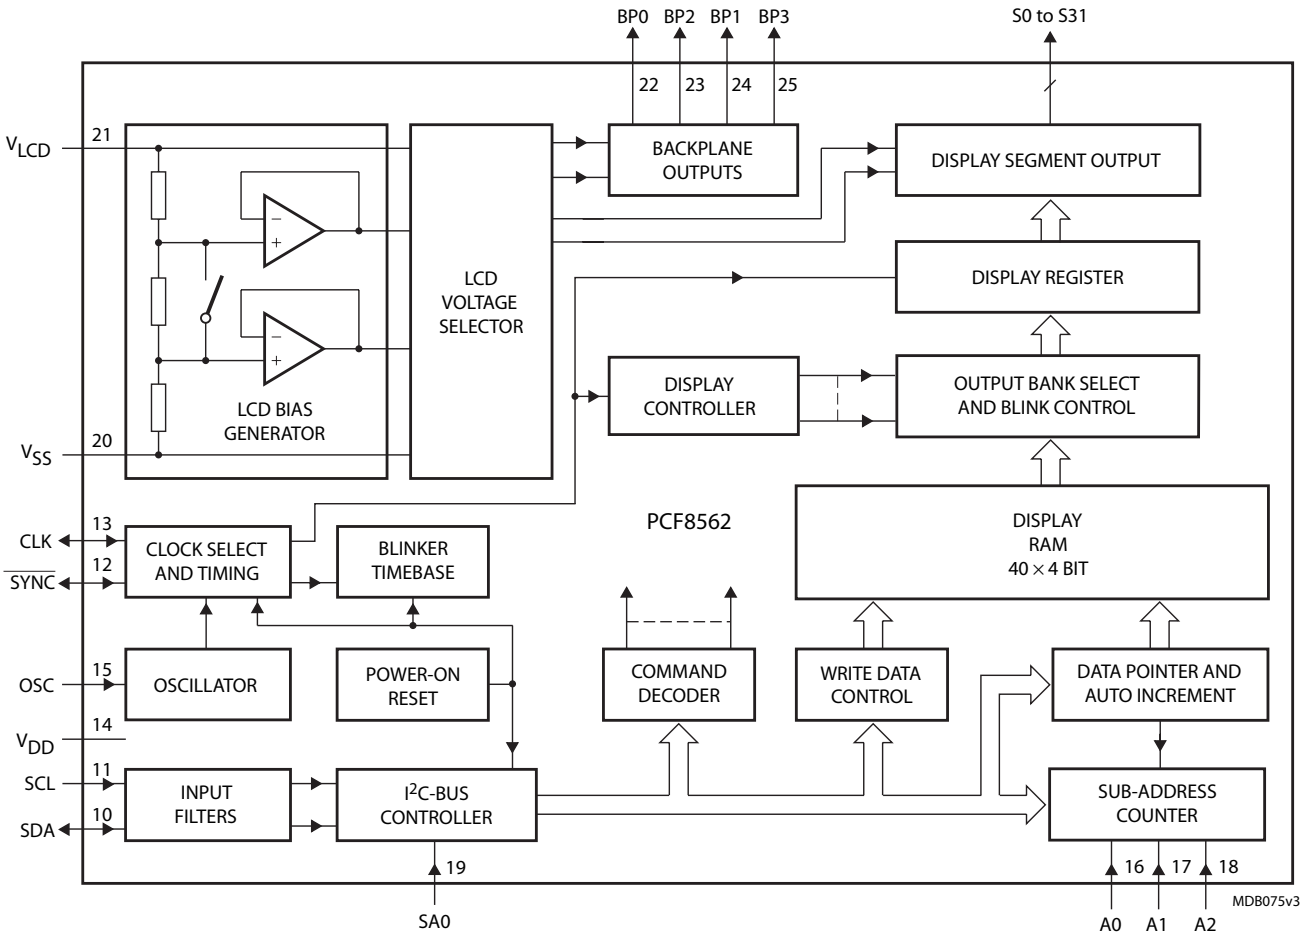 BP0 BP2 BP1 BP3 S0 to S31
22 23 24 25
VLCD 21
BACKPLANE
OUTPUTS
DISPLAY SEGMENT OUTPUT
−
+
LCD
VOLTAGE
SELECTOR
DISPLAY REGISTER
−
+
LCD BIAS
GENERATOR
DISPLAY
CONTROLLER
OUTPUT BANK SELECT
AND BLINK CONTROL
VSS 20
PCF8562
DISPLAY
RAM
40 × 4 BIT
CLK 13
SYNC 12
CLOCK SELECT
AND TIMING
BLINKER
TIMEBASE
OSC 15
OSCILLATOR
POWER-ON
RESET
COMMAND
DECODER
WRITE DATA
CONTROL
DATA POINTER AND
AUTO INCREMENT
VDD 14
SCL 11
SDA 10
INPUT
FILTERS
I2C-BUS
CONTROLLER
SUB-ADDRESS
COUNTER
19 16 17 18
SA0 A0 A1 A2
MDB075v3